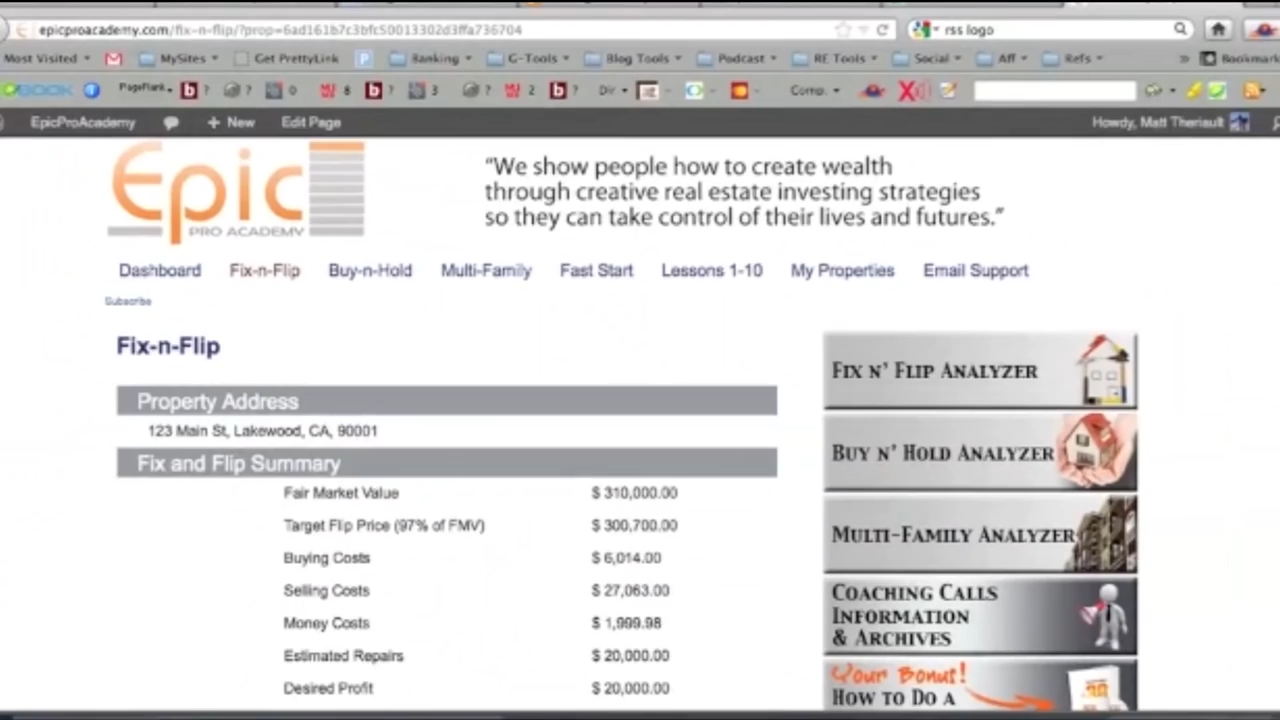 epicproacademy.com/fix-n-flip/?prop=6ad161b7c3bfc50013302d3ffa736704
rss logo
Most Visited
MySites
Get PrettyLink
Banking
G-Tools
Blog Tools
Podcast
RE Tools
Social
Aff
Refs
»
Bookmark
BOOK
PageRank
b ?
? 0
8
b ?
3
?
2
b ?
Dir
Comp.
EpicProAcademy
+ New
Edit Page
Howdy, Matt Theriault
Epic
PRO ACADEMY
“We show people how to create wealth
through creative real estate investing strategies
so they can take control of their lives and futures.”
Dashboard Fix-n-Flip Buy-n-Hold Multi-Family Fast Start Lessons 1-10 My Properties Email Support
Subscribe
Fix-n-Flip
Property Address
123 Main St, Lakewood, CA, 90001
Fix and Flip Summary
Fair Market Value $ 310,000.00
Target Flip Price (97% of FMV) $ 300,700.00
Buying Costs $ 6,014.00
Selling Costs $ 27,063.00
Money Costs $ 1,999.98
Estimated Repairs $ 20,000.00
Desired Profit $ 20,000.00
FIX N’ FLIP ANALYZER
BUY N’ HOLD ANALYZER
MULTI-FAMILY ANALYZER
COACHING CALLS
INFORMATION
& ARCHIVES
Your Bonus!
HOW TO DO A